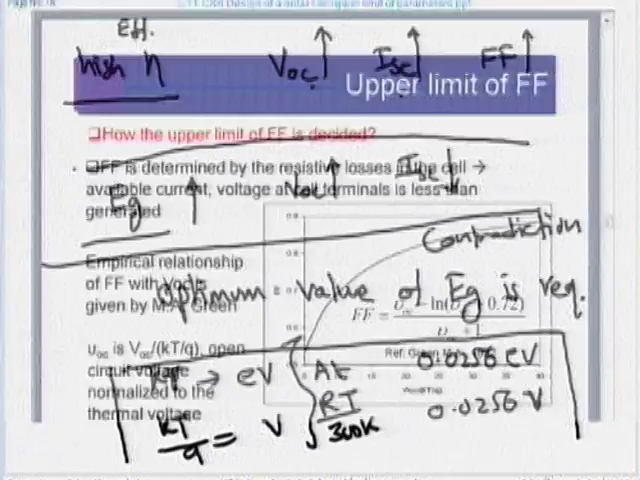 Eff.
high η Voc ↑ Isc ↑ FF ↑
Upper limit of FF
❑How the upper limit of FF is decided?
❑FF is determined by the resistive losses in the cell →
available current, voltage at cell terminals is less than
generated
Eg ↑ Voc ↑ Isc ↓
Contradiction
Empirical relationship
of FF with Voc is
given by M.A. Green
optimum value of Eg is req.
FF = υoc − ln(υoc + 0.72) / υoc + 1
υoc is Voc/(kT/q), open
circuit voltage
normalized to the
thermal voltage
kT → eV At 0.0256 eV
kT/q = V RT/300K 0.0256 V